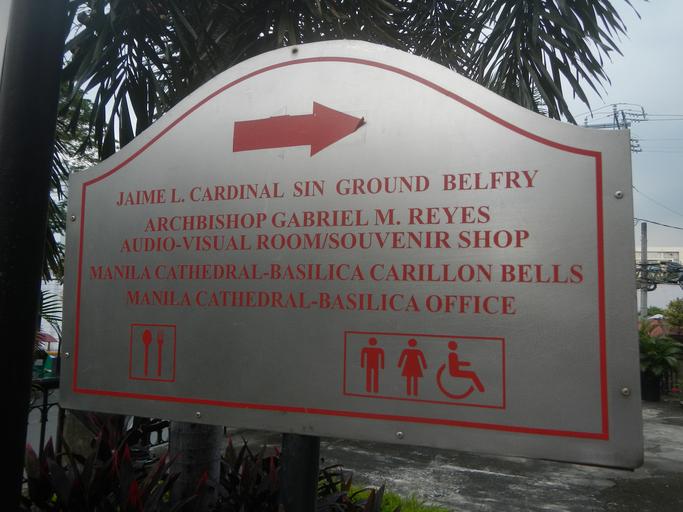 JAIME L. CARDINAL SIN GROUND BELFRY
ARCHBISHOP GABRIEL M. REYES
AUDIO-VISUAL ROOM/SOUVENIR SHOP
MANILA CATHEDRAL-BASILICA CARILLON BELLS
MANILA CATHEDRAL-BASILICA OFFICE